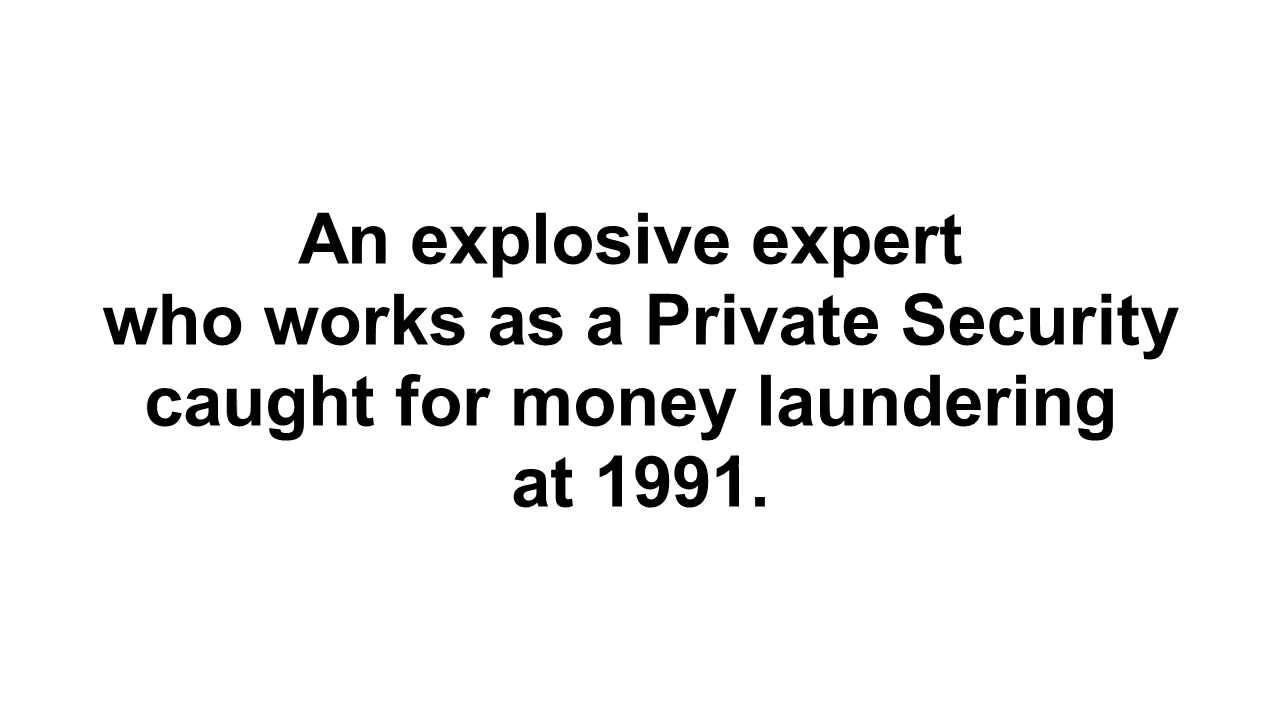 An explosive expert
who works as a Private Security
caught for money laundering
at 1991.